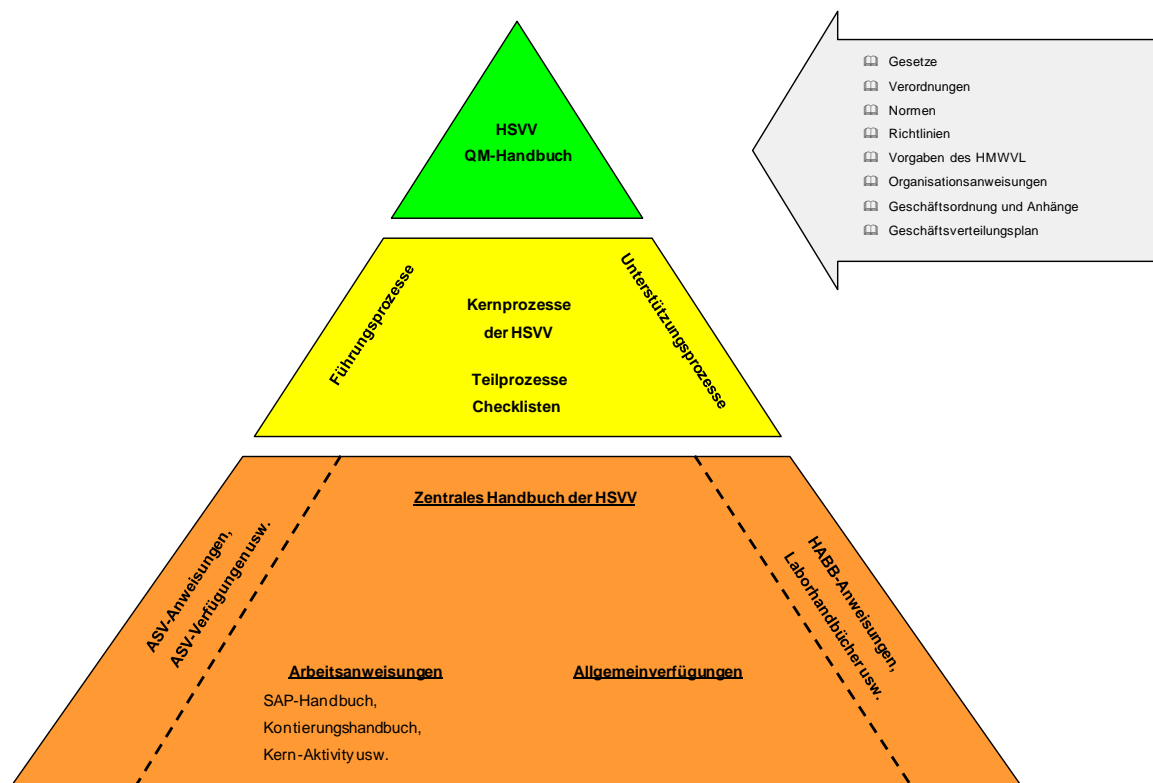 HSVV
QM-Handbuch
Gesetze
Verordnungen
Normen
Richtlinien
Vorgaben des HMWVL
Organisationsanweisungen
Geschäftsordnung und Anhänge
Geschäftsverteilungsplan
Führungsprozesse
Kernprozesse
der HSVV
Teilprozesse
Checklisten
Unterstützungsprozesse
Zentrales Handbuch der HSVV
ASV-Anweisungen,
ASV-Verfügungen usw.
HABB-Anweisungen,
Laborhandbücher usw.
Arbeitsanweisungen
SAP-Handbuch,
Kontierungshandbuch,
Kern-Aktivity usw.
Allgemeinverfügungen